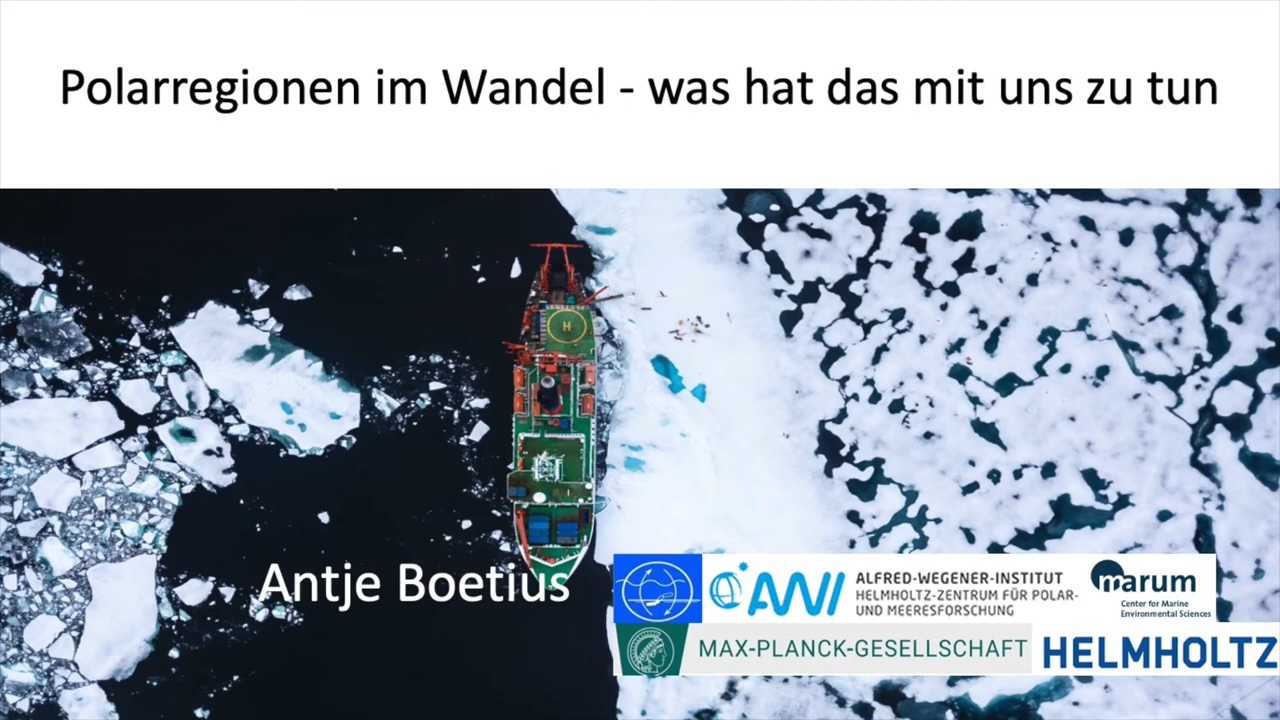 Polarregionen im Wandel - was hat das mit uns zu tun
H
Antje Boetius
AWI
ALFRED-WEGENER-INSTITUT
HELMHOLTZ-ZENTRUM FÜR POLAR-
UND MEERESFORSCHUNG
marum
Center for Marine
Environmental Sciences
MAX-PLANCK-GESELLSCHAFT
HELMHOLTZ